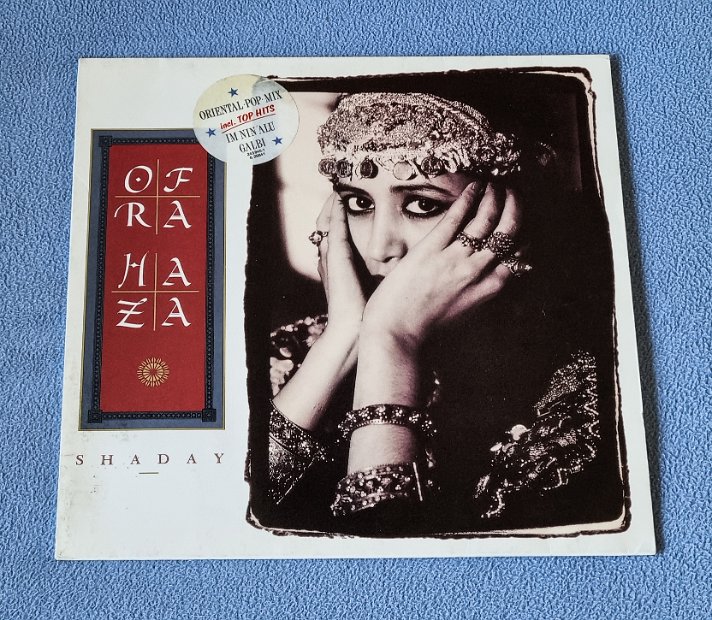 ORIENTAL-POP-MIX
incl. TOP HITS
IM NIN'ALU
GALBI
OF
RA
HA
ZA
SHADAY